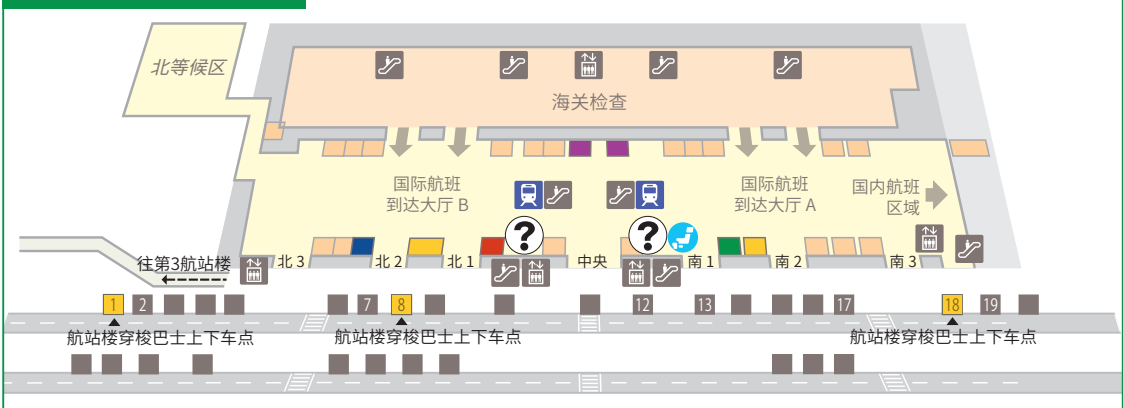 北等候区
海关检查
国际航班
到达大厅 B
国际航班
到达大厅 A
国内航班
区域
?
?
往第3航站楼
北 3
北 2
北 1
中央
南 1
南 2
南 3
1
2
7
8
12
13
17
18
19
航站楼穿梭巴士上下车点
航站楼穿梭巴士上下车点
航站楼穿梭巴士上下车点